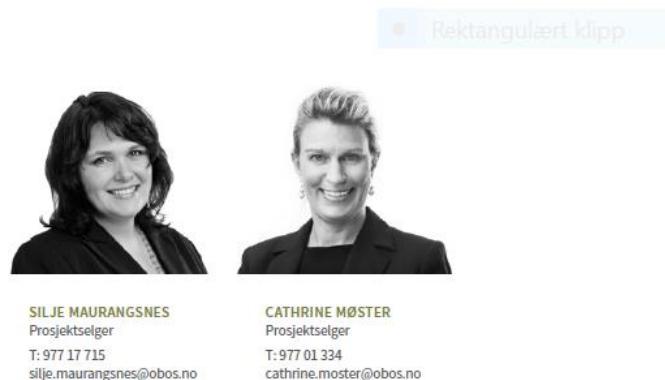 Rektangulært klipp
SILJE MAURANGSNES
Prosjektselger
T: 977 17 715
silje.maurangsnes@obos.no
CATHRINE MØSTER
Prosjektselger
T: 977 01 334
cathrine.moster@obos.no